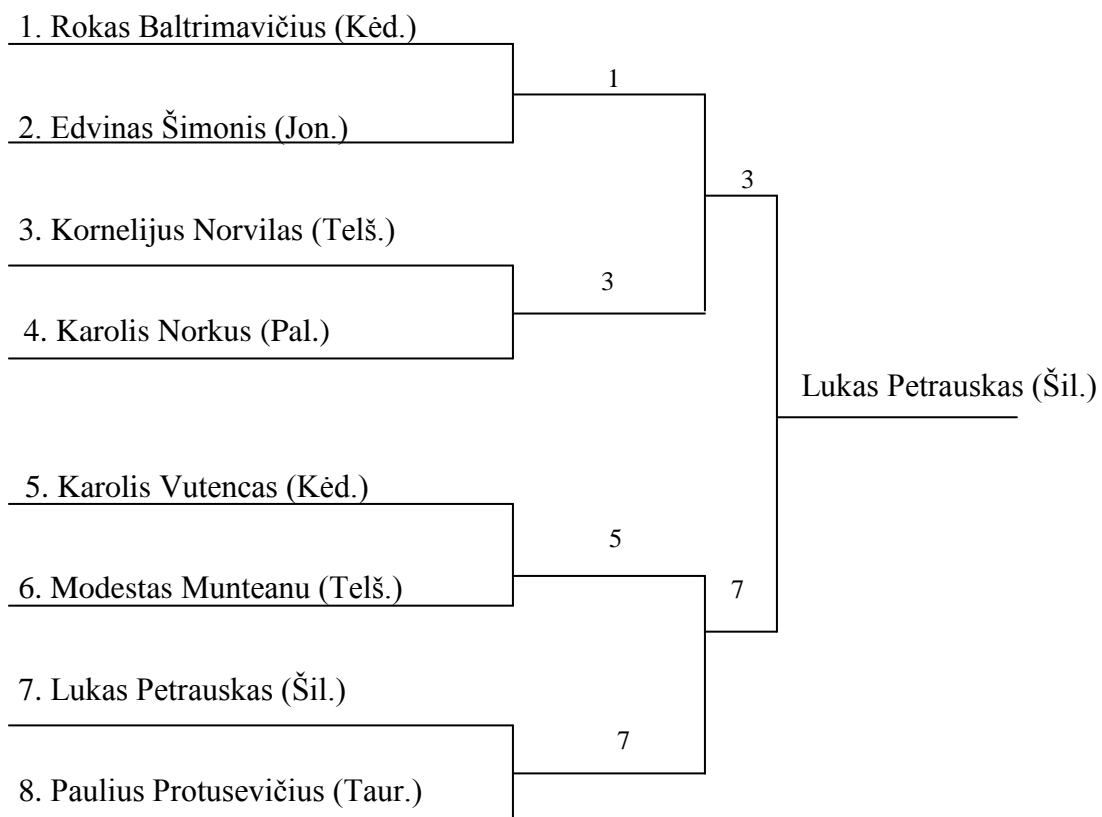 1. Rokas Baltrimavičius (Kėd.)
1
2. Edvinas Šimonis (Jon.)
3
3. Kornelijus Norvilas (Telš.)
3
4. Karolis Norkus (Pal.)
Lukas Petrauskas (Šil.)
5. Karolis Vutencas (Kėd.)
5
6. Modestas Munteanu (Telš.)
7
7. Lukas Petrauskas (Šil.)
7
8. Paulius Protusevičius (Taur.)